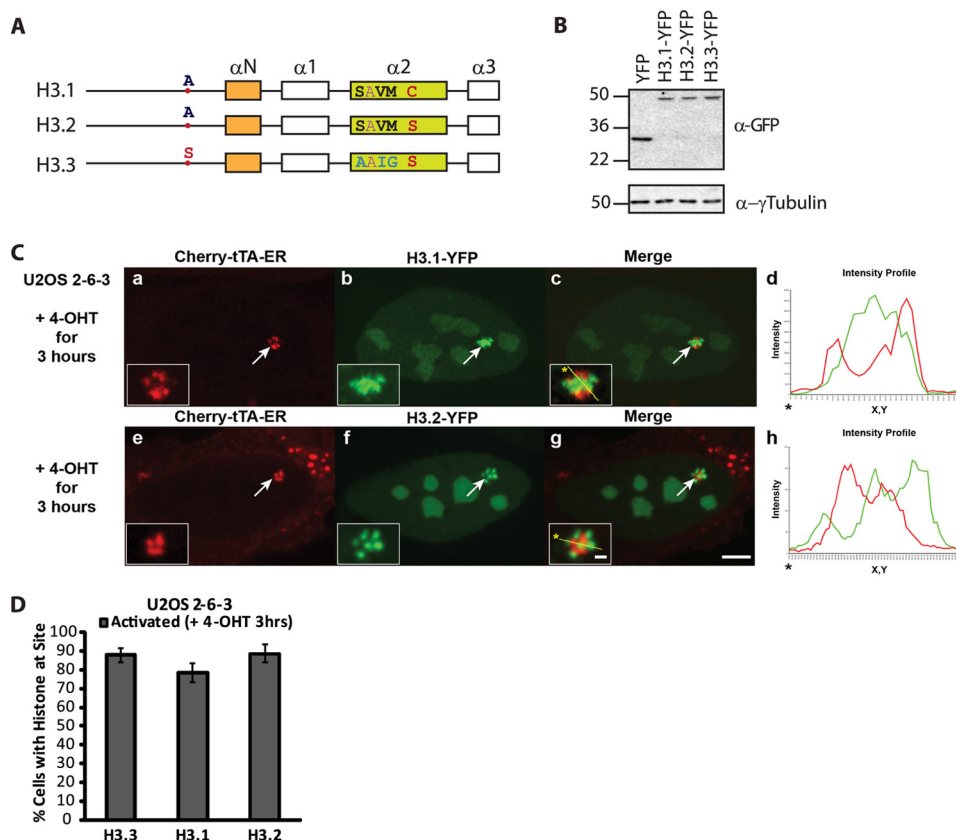 A
αN α1 α2 α3
A
H3.1 SAVM C
A
H3.2 SAVM S
S
H3.3 AAIG S
B
YFP
H3.1-YFP
H3.2-YFP
H3.3-YFP
50
36
22
α-GFP
50
α-γTubulin
C
Cherry-tTA-ER H3.1-YFP Merge
U2OS 2-6-3
+ 4-OHT
for
3 hours
a b c d
*
Intensity Profile
Intensity
* X,Y
Cherry-tTA-ER H3.2-YFP Merge
+ 4-OHT
for
3 hours
e f g h
*
Intensity Profile
Intensity
* X,Y
D
U2OS 2-6-3
Activated (+ 4-OHT 3hrs)
% Cells with Histone at Site
100
90
80
70
60
50
40
30
20
10
0
H3.3 H3.1 H3.2